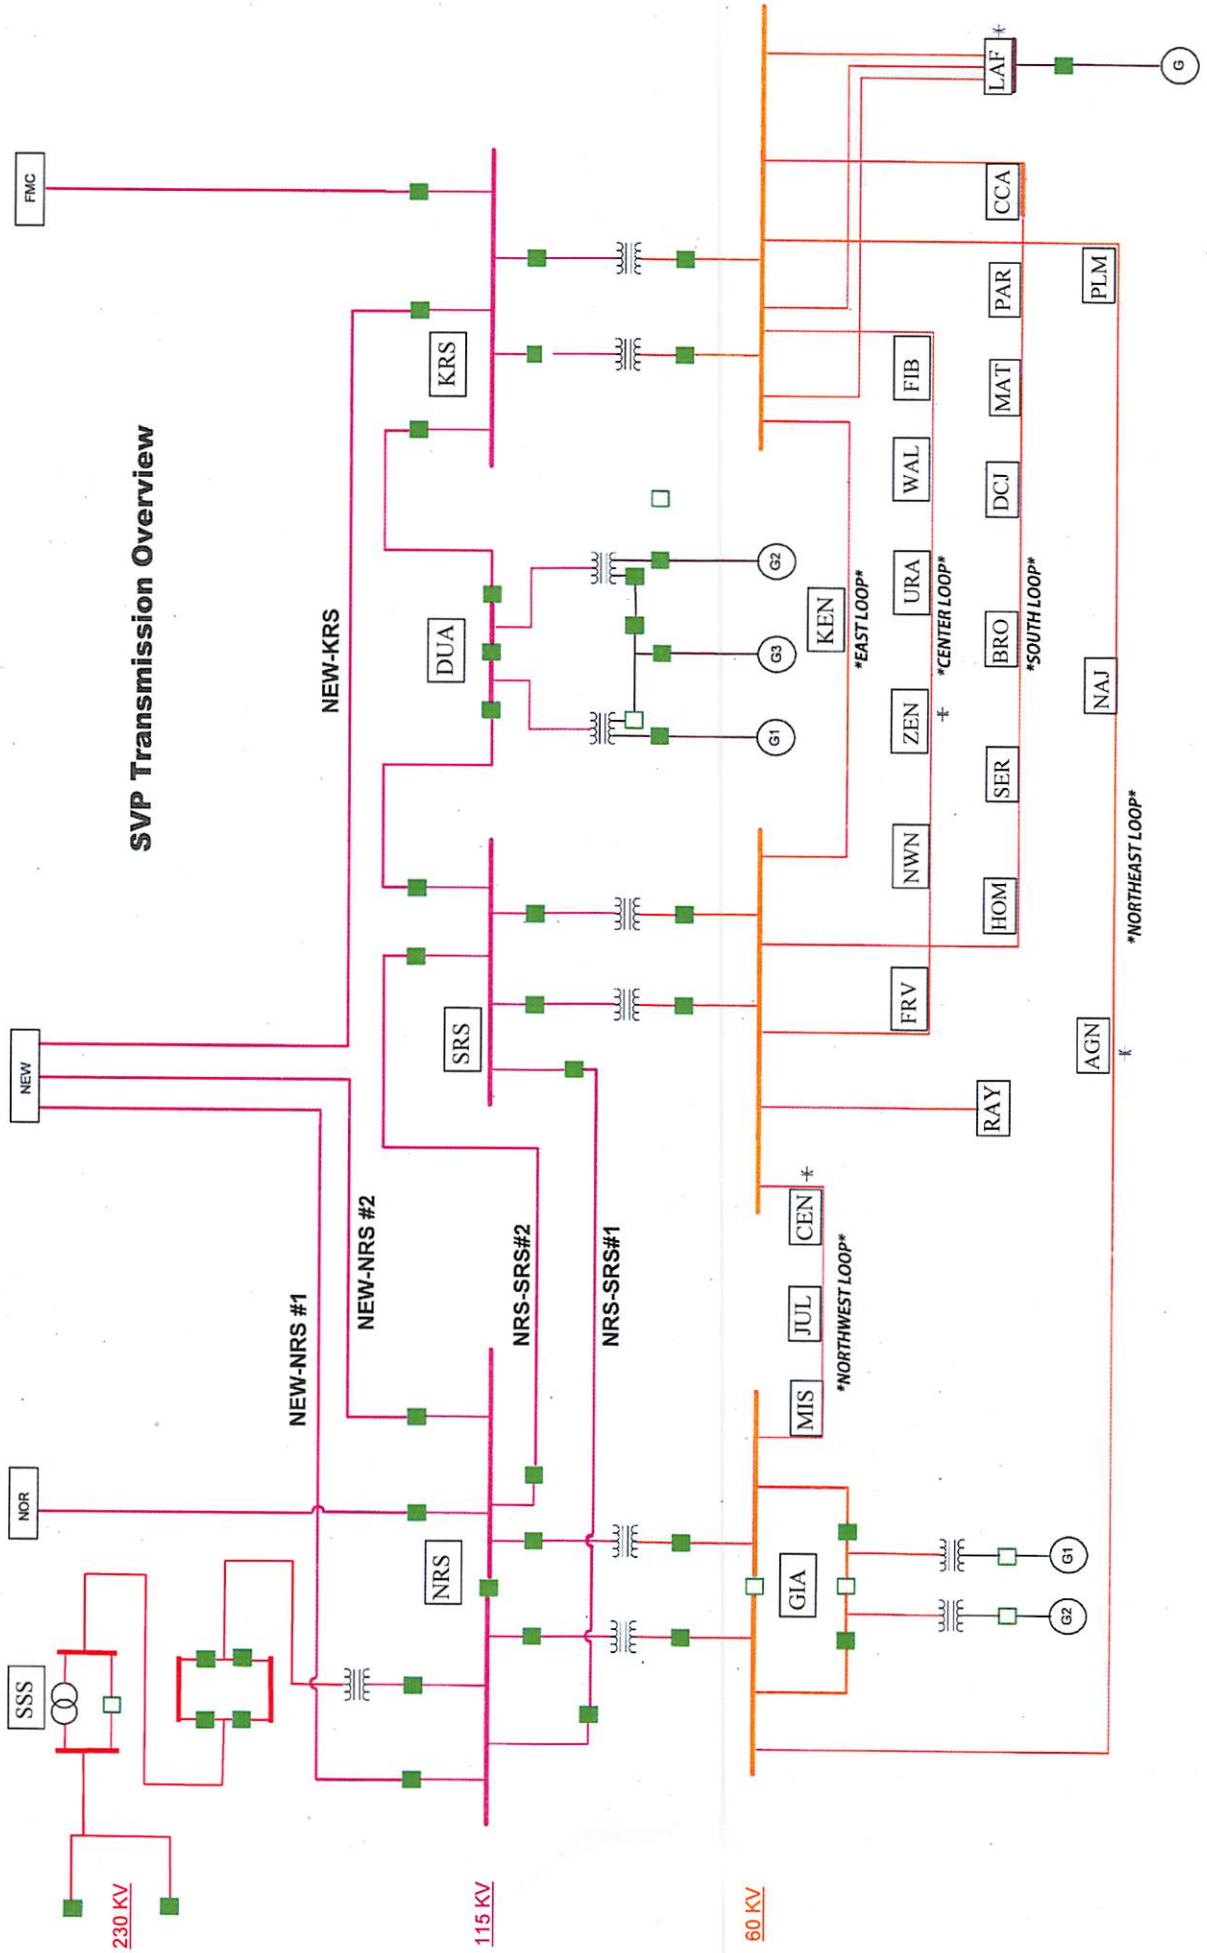 SVP Transmission Overview
SSS
NOR
NEW
FMC
230 KV
NEW-NRS #1
NEW-NRS #2
NEW-KRS
NRS
SRS
DUA
KRS
115 KV
NRS-SRS#2
NRS-SRS#1
G1
G3
G2
60 KV
GIA
G2
G1
MIS
JUL
CEN
*NORTHWEST LOOP*
RAY
KEN
*EAST LOOP*
FRV
NWN
ZEN
URA
WAL
FIB
*CENTER LOOP*
HOM
SER
BRO
DCJ
MAT
PAR
CCA
*SOUTH LOOP*
LAF
G
AGN
NAJ
PLM
*NORTHEAST LOOP*